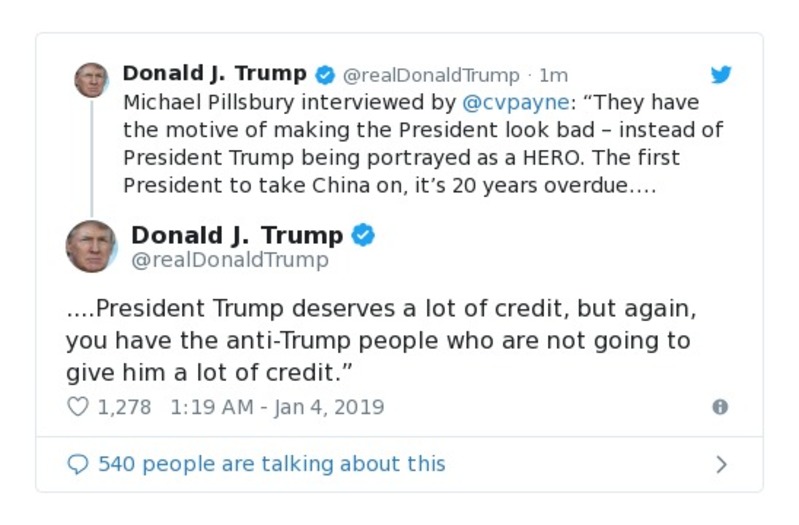 Donald J. Trump @realDonaldTrump · 1m
Michael Pillsbury interviewed by @cvpayne: “They have
the motive of making the President look bad – instead of
President Trump being portrayed as a HERO. The first
President to take China on, it’s 20 years overdue....
Donald J. Trump
@realDonaldTrump
....President Trump deserves a lot of credit, but again,
you have the anti-Trump people who are not going to
give him a lot of credit.”
1,278 1:19 AM - Jan 4, 2019
540 people are talking about this